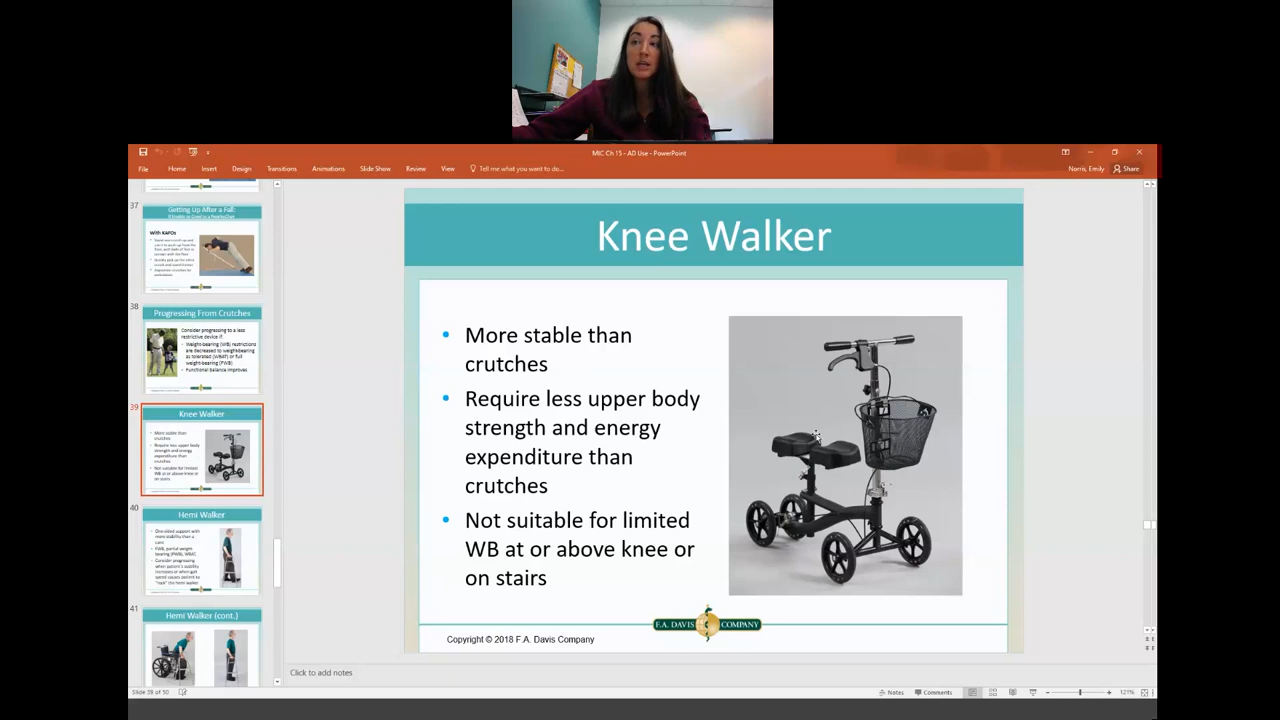 MIC Ch 15 - AD Use - PowerPoint
File Home Insert Design Transitions Animations Slide Show Review View Tell me what you want to do... Norris, Emily Share
37
Getting Up After a Fall:
With KAFOs
38
Progressing From Crutches
Consider progressing to a less
restrictive device if:
• Weight-bearing (WB) restrictions
are decreased to weight-bearing
as tolerated (WBAT) or full
weight-bearing (FWB)
• Functional balance improves
39
Knee Walker
• More stable than
crutches
• Require less upper body
strength and energy
expenditure than
crutches
• Not suitable for limited
WB at or above knee or
on stairs
40
Hemi Walker
• One-sided support with
more stability than a
cane
• FWB, partial weight-
bearing (PWB), WBAT
• Consider progressing
when patient's stability
increases or when gait
speed causes patient to
"rock" the hemi walker
41
Hemi Walker (cont.)
Knee Walker
• More stable than
crutches
• Require less upper body
strength and energy
expenditure than
crutches
• Not suitable for limited
WB at or above knee or
on stairs
F.A. DAVIS COMPANY
Copyright © 2018 F.A. Davis Company
Click to add notes
Slide 39 of 50 Notes Comments 121%